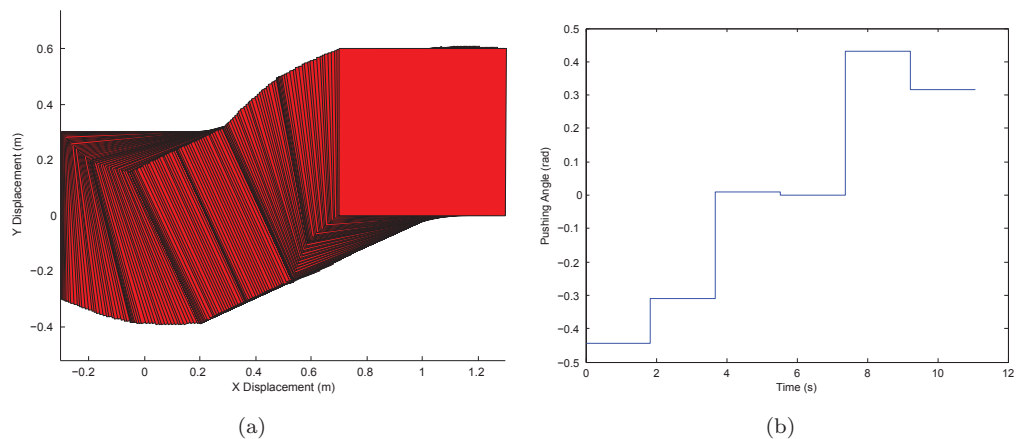 0.6
0.4
0.2
0
−0.2
−0.4
Y Displacement (m)
−0.2 0 0.2 0.4 0.6 0.8 1 1.2
X Displacement (m)
(a)
0.5
0.4
0.3
0.2
0.1
0
−0.1
−0.2
−0.3
−0.4
−0.5
Pushing Angle (rad)
0 2 4 6 8 10 12
Time (s)
(b)